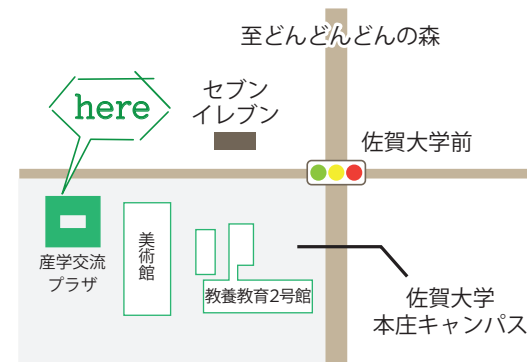 至どんどんどんの森
here
セブン
イレブン
佐賀大学前
産学交流
プラザ
美術館
教養教育2号館
佐賀大学
本庄キャンパス